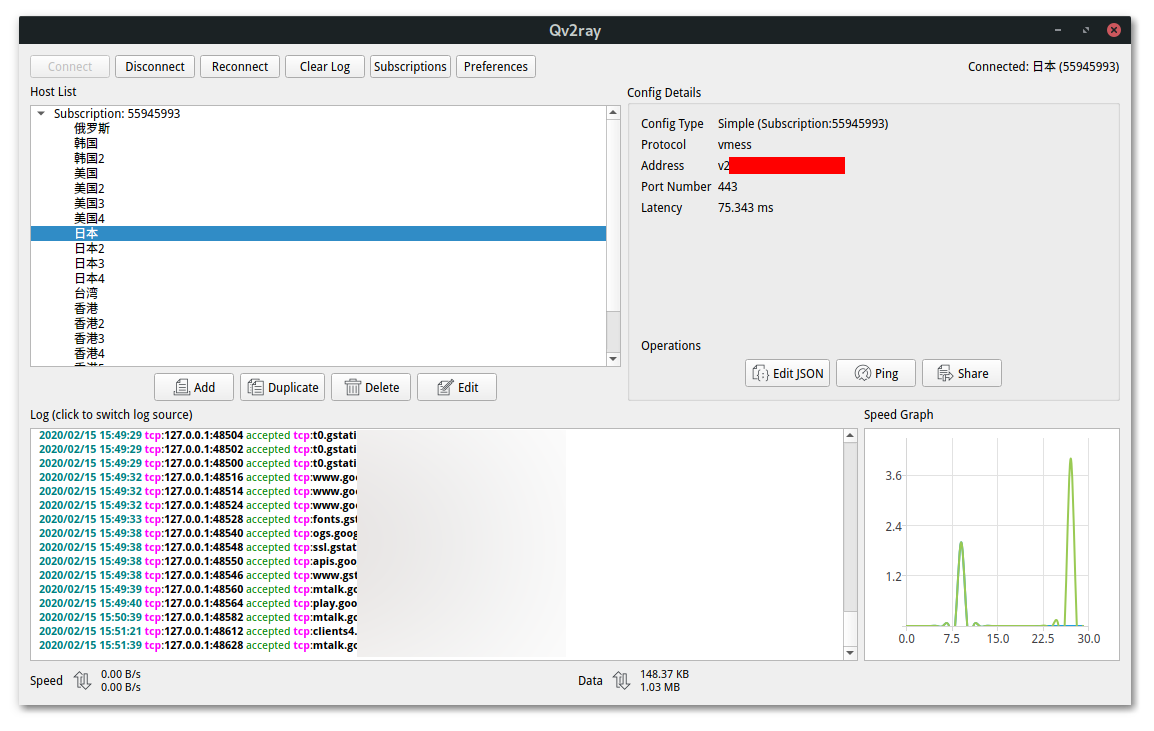 Qv2ray
Connect Disconnect Reconnect Clear Log Subscriptions Preferences Connected: 日本 (55945993)
Host List
Subscription: 55945993
俄罗斯
韩国
韩国2
美国
美国2
美国3
美国4
日本
日本2
日本3
日本4
台湾
香港
香港2
香港3
香港4
Add Duplicate Delete Edit
Config Details
Config Type Simple (Subscription:55945993)
Protocol vmess
Address v2
Port Number 443
Latency 75.343 ms
Operations
Edit JSON Ping Share
Log (click to switch log source)
2020/02/15 15:49:29 tcp:127.0.0.1:48504 accepted tcp:t0.gstati
2020/02/15 15:49:29 tcp:127.0.0.1:48502 accepted tcp:t0.gstati
2020/02/15 15:49:29 tcp:127.0.0.1:48500 accepted tcp:t0.gstati
2020/02/15 15:49:32 tcp:127.0.0.1:48516 accepted tcp:www.goo
2020/02/15 15:49:32 tcp:127.0.0.1:48514 accepted tcp:www.goo
2020/02/15 15:49:32 tcp:127.0.0.1:48524 accepted tcp:www.goo
2020/02/15 15:49:33 tcp:127.0.0.1:48528 accepted tcp:fonts.gst
2020/02/15 15:49:38 tcp:127.0.0.1:48540 accepted tcp:ogs.goog
2020/02/15 15:49:38 tcp:127.0.0.1:48548 accepted tcp:ssl.gstat
2020/02/15 15:49:38 tcp:127.0.0.1:48550 accepted tcp:apis.goo
2020/02/15 15:49:38 tcp:127.0.0.1:48546 accepted tcp:www.gst
2020/02/15 15:49:39 tcp:127.0.0.1:48560 accepted tcp:mtalk.go
2020/02/15 15:49:40 tcp:127.0.0.1:48564 accepted tcp:play.goo
2020/02/15 15:50:39 tcp:127.0.0.1:48582 accepted tcp:mtalk.go
2020/02/15 15:51:21 tcp:127.0.0.1:48612 accepted tcp:clients4.
2020/02/15 15:51:39 tcp:127.0.0.1:48628 accepted tcp:mtalk.go
Speed Graph
3.6
2.4
1.2
0.0 7.5 15.0 22.5 30.0
Speed 0.00 B/s
0.00 B/s
Data 148.37 KB
1.03 MB